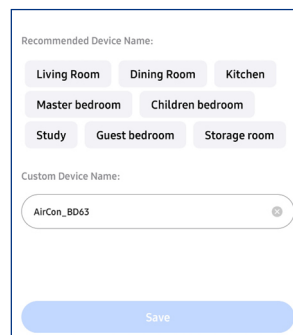 Recommended Device Name:
Living Room Dining Room Kitchen
Master bedroom Children bedroom
Study Guest bedroom Storage room
Custom Device Name:
AirCon_BD63
Save